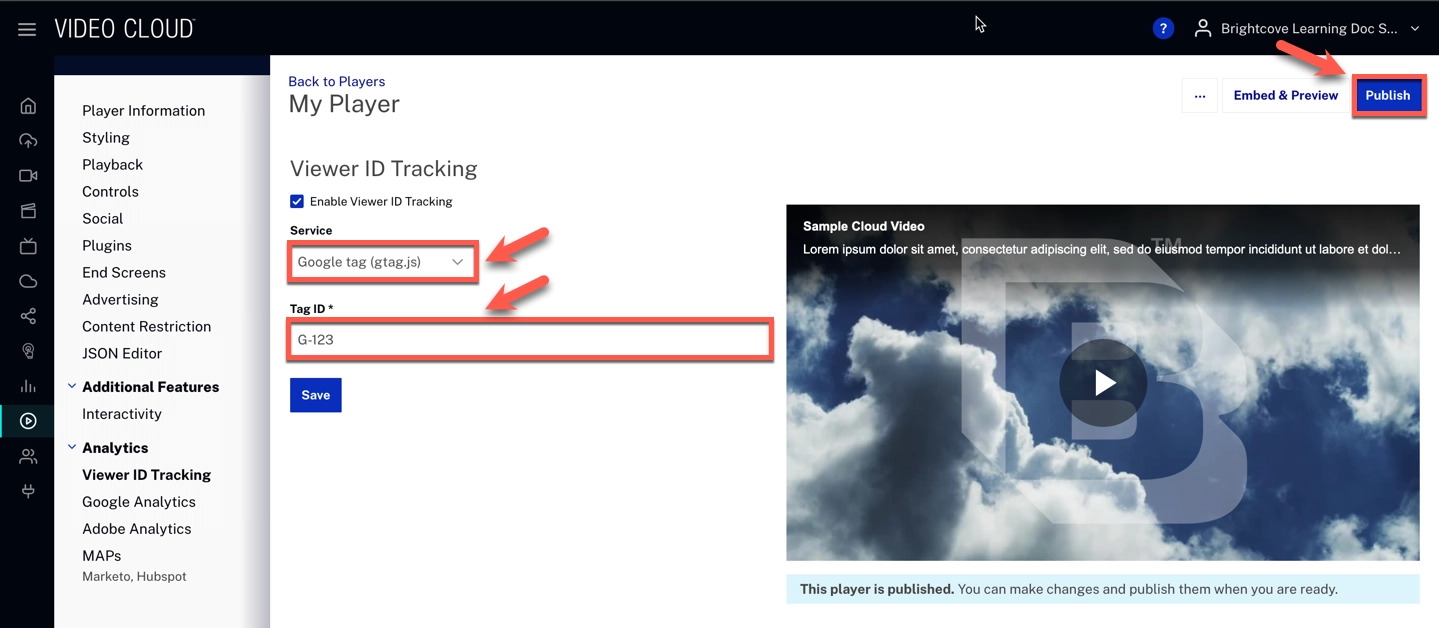 VIDEO CLOUD™
?
Brightcove Learning Doc S...
Player Information
Styling
Playback
Controls
Social
Plugins
End Screens
Advertising
Content Restriction
JSON Editor
Additional Features
Interactivity
Analytics
Viewer ID Tracking
Google Analytics
Adobe Analytics
MAPs
Marketo, Hubspot
Back to Players
My Player
...
Embed & Preview
Publish
Viewer ID Tracking
Enable Viewer ID Tracking
Service
Google tag (gtag.js)
Tag ID *
G-123
Save
Sample Cloud Video
Lorem ipsum dolor sit amet, consectetur adipiscing elit, sed do eiusmod tempor incididunt ut labore et dol...
B™
This player is published. You can make changes and publish them when you are ready.